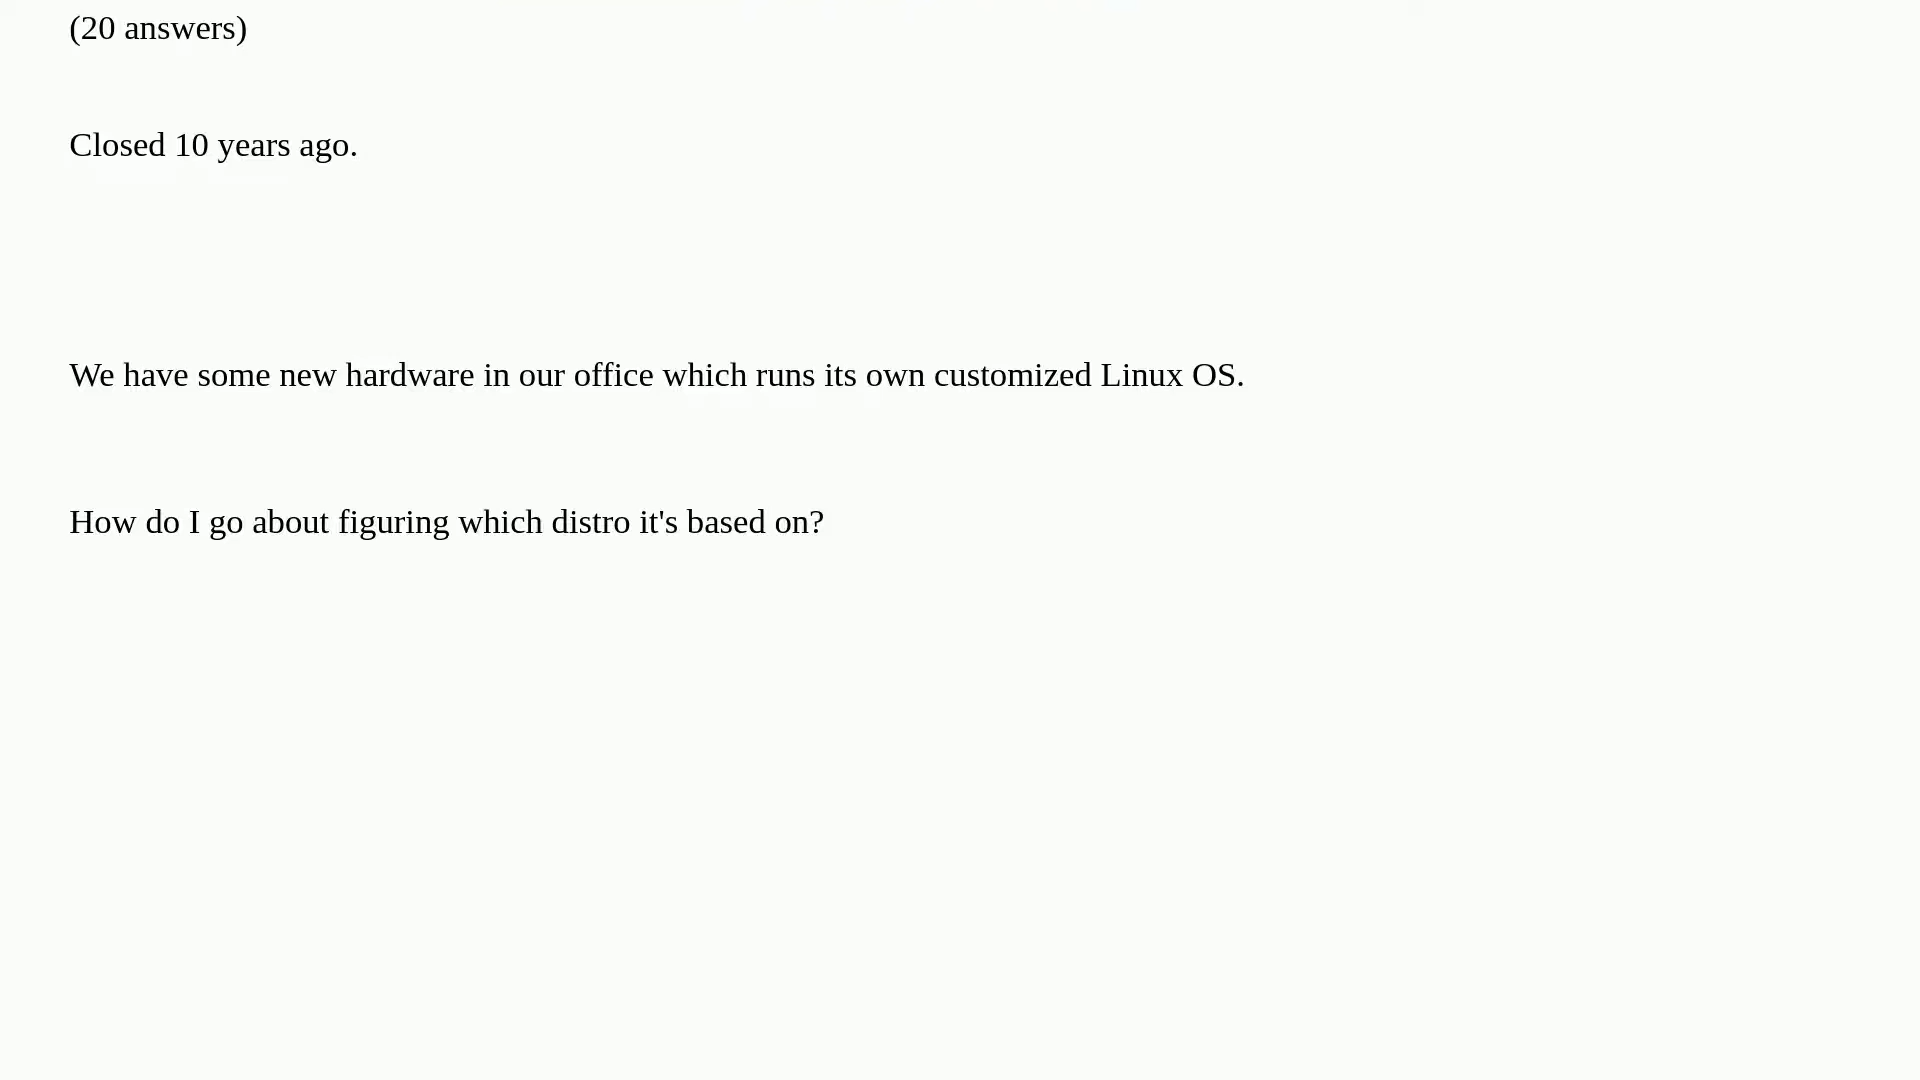 (20 answers)
Closed 10 years ago.
We have some new hardware in our office which runs its own customized Linux OS.
How do I go about figuring which distro it's based on?